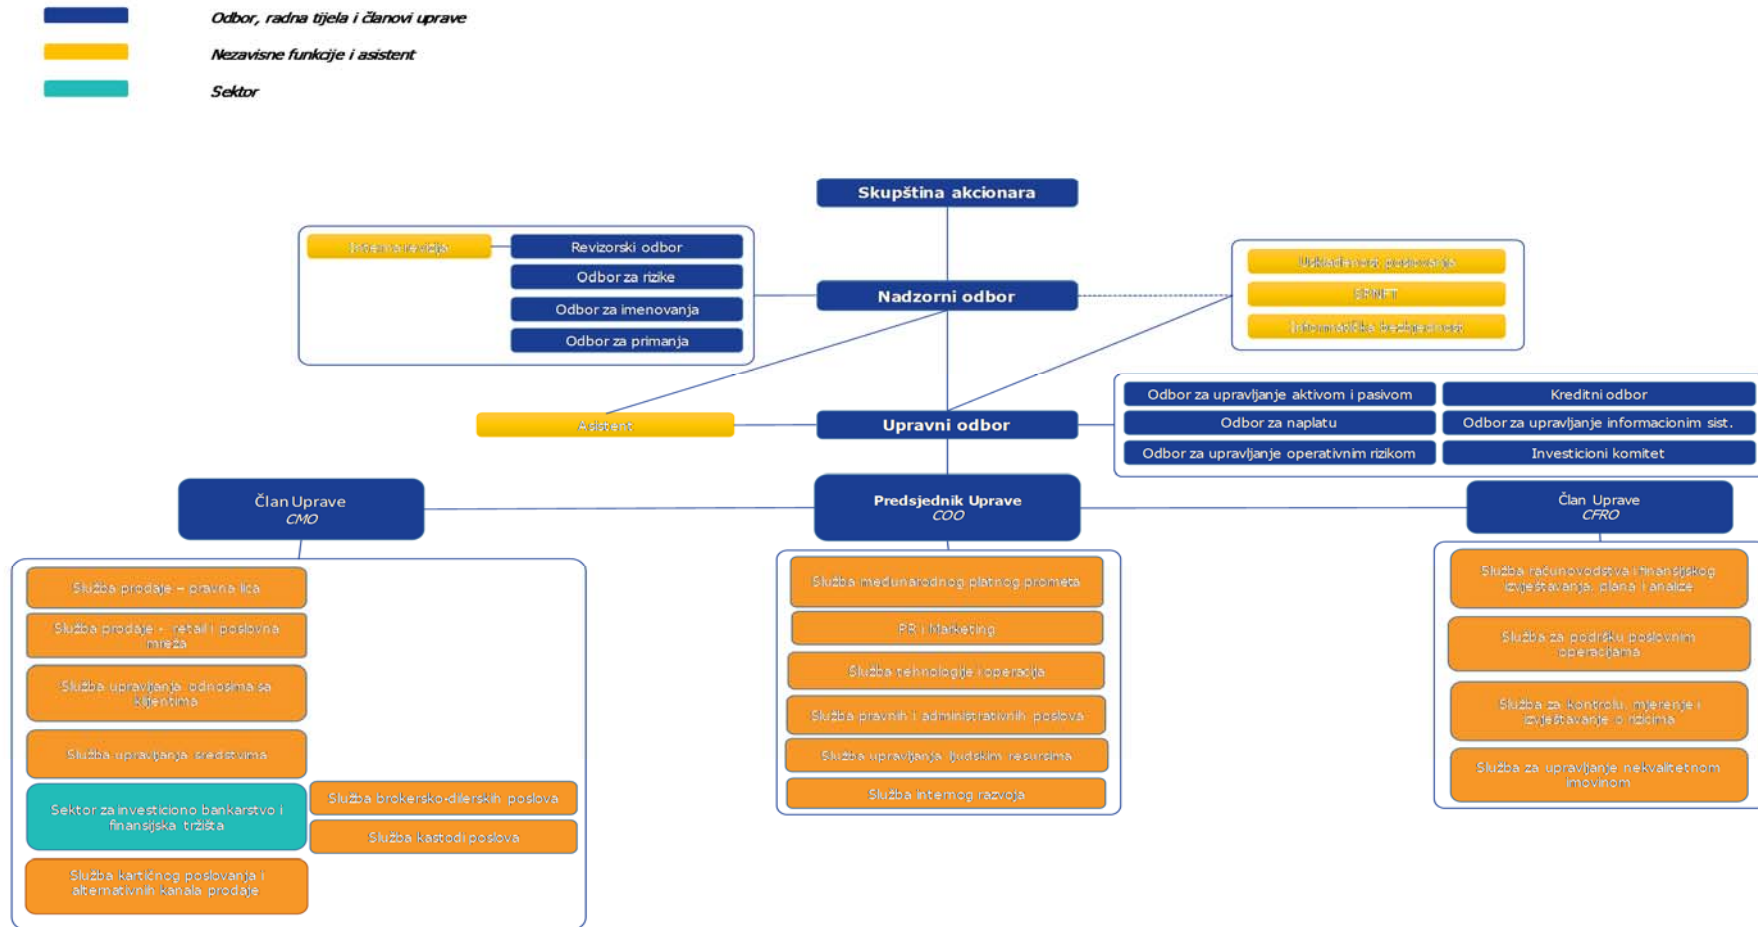 Odbor, radna tijela i članovi uprave
Nezavisne funkcije i asistent
Sektor
Skupština akcionara
Interna revizija
Revizorski odbor
Odbor za rizike
Odbor za imenovanja
Odbor za primanja
Nadzorni odbor
Usklađenost poslovanja
SPNFT
Informatička bezbjednost
Asistent
Upravni odbor
Odbor za upravljanje aktivom i pasivom
Kreditni odbor
Odbor za naplatu
Odbor za upravljanje informacionim sist.
Odbor za upravljanje operativnim rizikom
Investicioni komitet
Član Uprave
CMO
Predsjednik Uprave
COO
Član Uprave
CFRO
Služba prodaje – pravna lica
Služba prodaje - retail i poslovna
mreža
Služba upravljanja odnosima sa
klijentima
Služba upravljanja sredstvima
Sektor za investiciono bankarstvo i
finansijska tržišta
Služba brokersko-dilerskih poslova
Služba kastodi poslova
Služba kartičnog poslovanja i
alternativnih kanala prodaje
Služba međunarodnog platnog prometa
PR i Marketing
Služba tehnologije i operacija
Služba pravnih i administrativnih poslova
Služba upravljanja ljudskim resursima
Služba internog razvoja
Služba računovodstva i finansijskog
izvještavanja, plana i analize
Služba za podršku poslovnim
operacijama
Služba za kontrolu, mjerenje i
izvještavanje o rizicima
Služba za upravljanje nekvalitetnom
imovinom